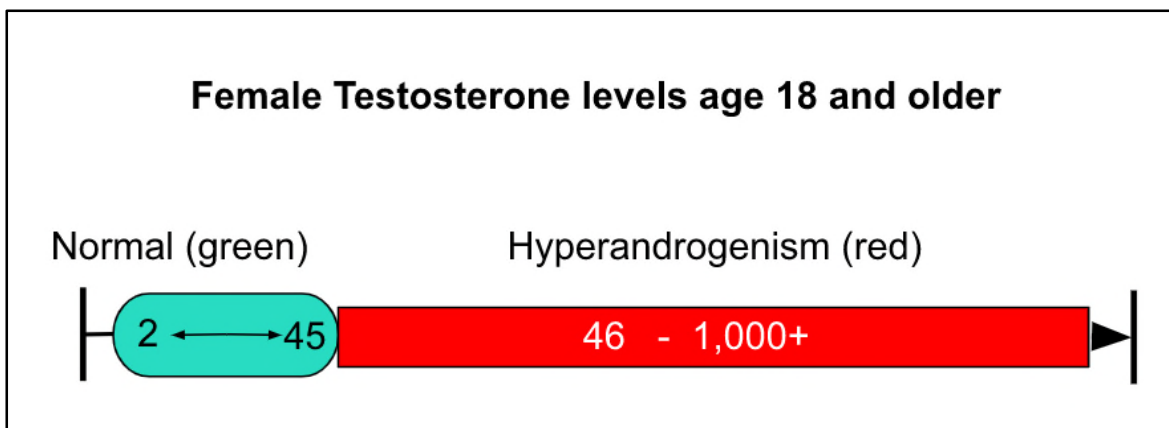 Female Testosterone levels age 18 and older
Normal (green) Hyperandrogenism (red)
2 45 46 - 1,000+